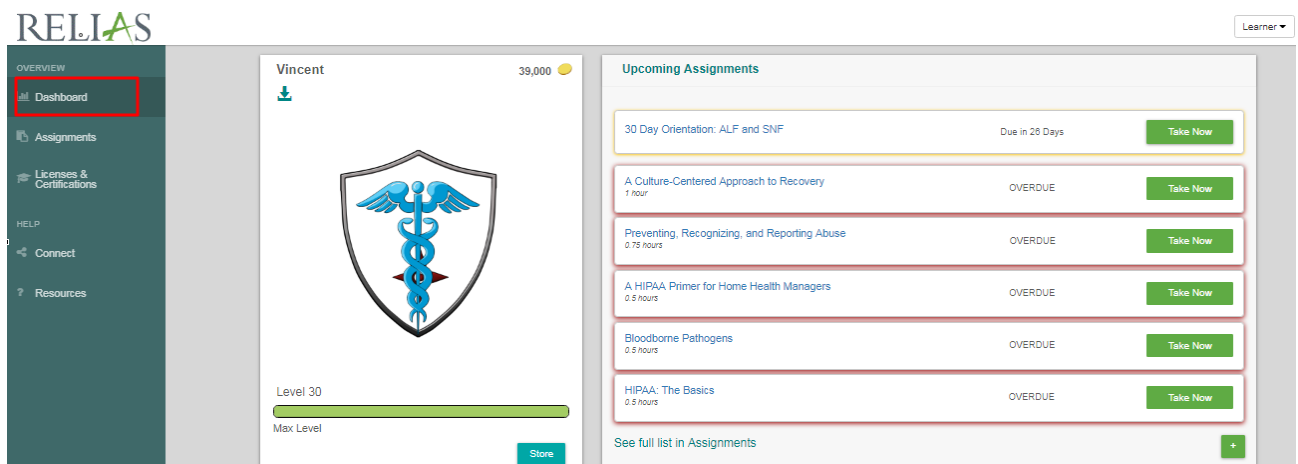 RELIAS
Learner
OVERVIEW
Dashboard
Assignments
Licenses &
Certifications
HELP
Connect
? Resources
Vincent
39,000
Level 30
Max Level
Store
Upcoming Assignments
30 Day Orientation: ALF and SNF
Due in 26 Days
Take Now
A Culture-Centered Approach to Recovery
1 hour
OVERDUE
Take Now
Preventing, Recognizing, and Reporting Abuse
0.75 hours
OVERDUE
Take Now
A HIPAA Primer for Home Health Managers
0.5 hours
OVERDUE
Take Now
Bloodborne Pathogens
0.5 hours
OVERDUE
Take Now
HIPAA: The Basics
0.5 hours
OVERDUE
Take Now
See full list in Assignments
+